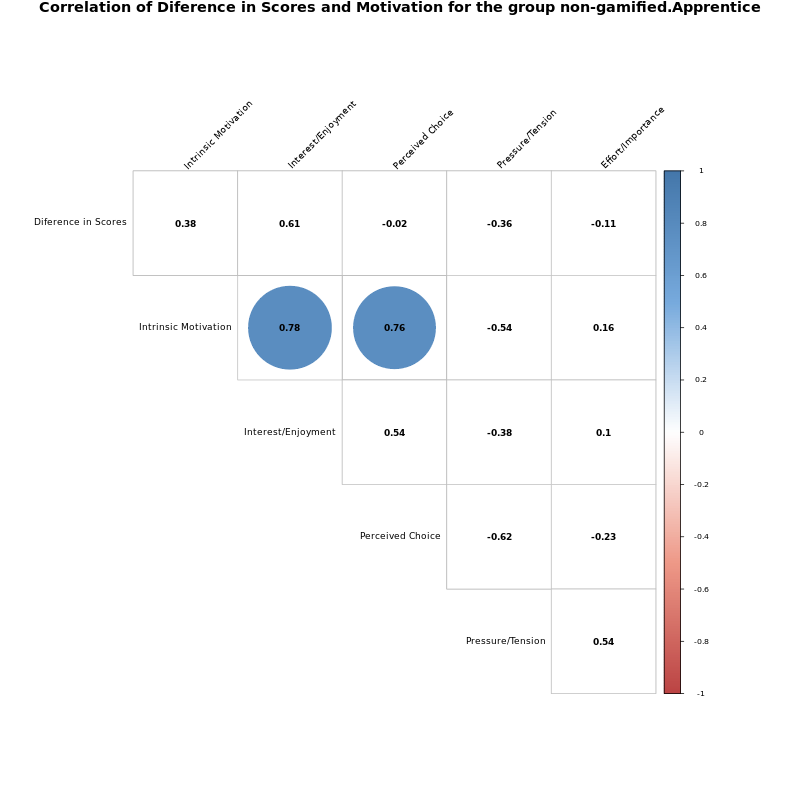 Correlation of Diference in Scores and Motivation for the group non-gamified.Apprentice
Intrinsic Motivation
Interest/Enjoyment
Perceived Choice
Pressure/Tension
Effort/Importance
Diference in Scores 0.38 0.61 -0.02 -0.36 -0.11
Intrinsic Motivation 0.78 0.76 -0.54 0.16
Interest/Enjoyment 0.54 -0.38 0.1
Perceived Choice -0.62 -0.23
Pressure/Tension 0.54
1
0.8
0.6
0.4
0.2
0
-0.2
-0.4
-0.6
-0.8
-1